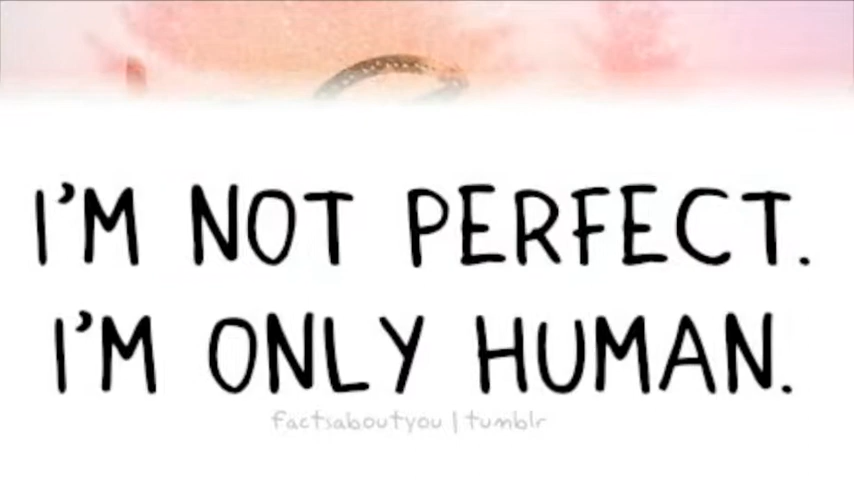 I'M NOT PERFECT.
I'M ONLY HUMAN.
factsaboutyou | tumblr